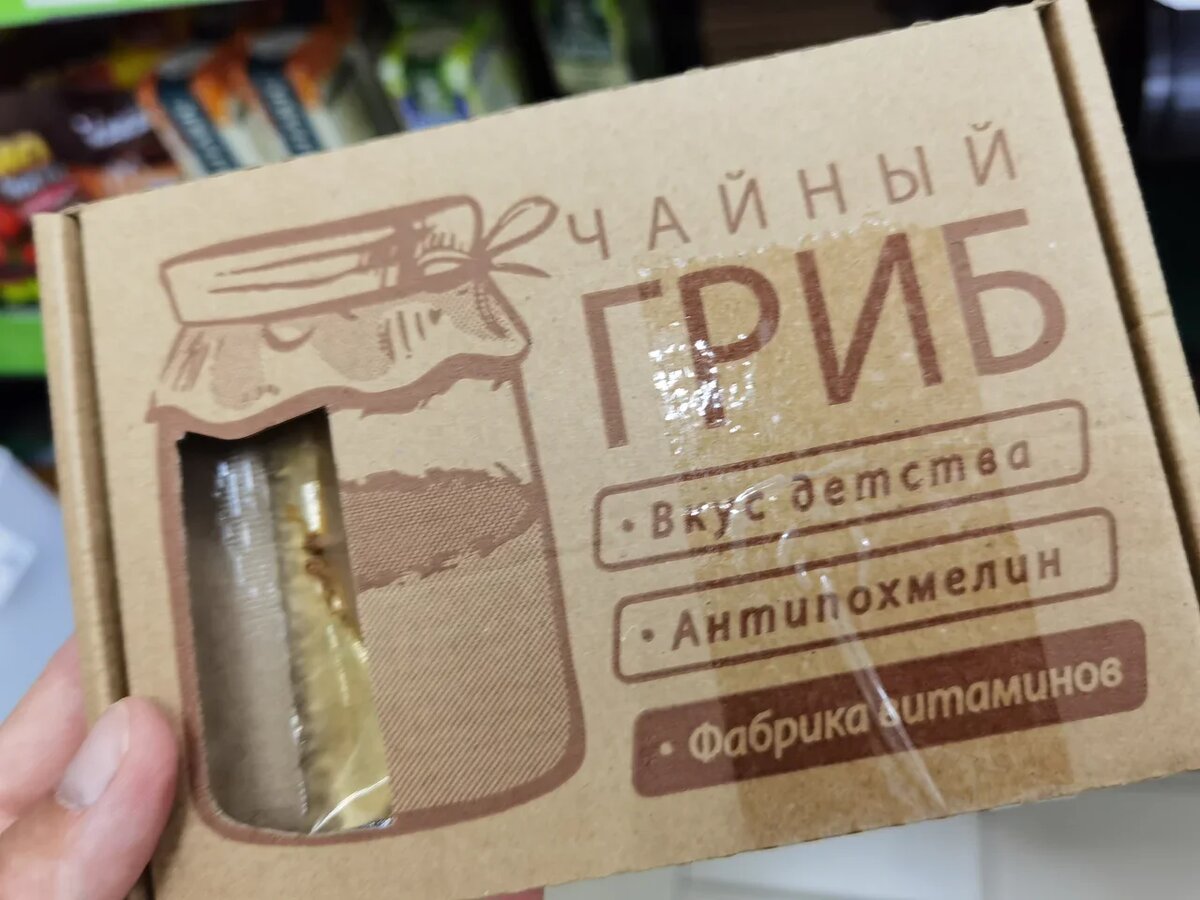 ЧАЙНЫЙ
ГРИБ
• Вкус детства
• Антипохмелин
• Фабрика витаминов